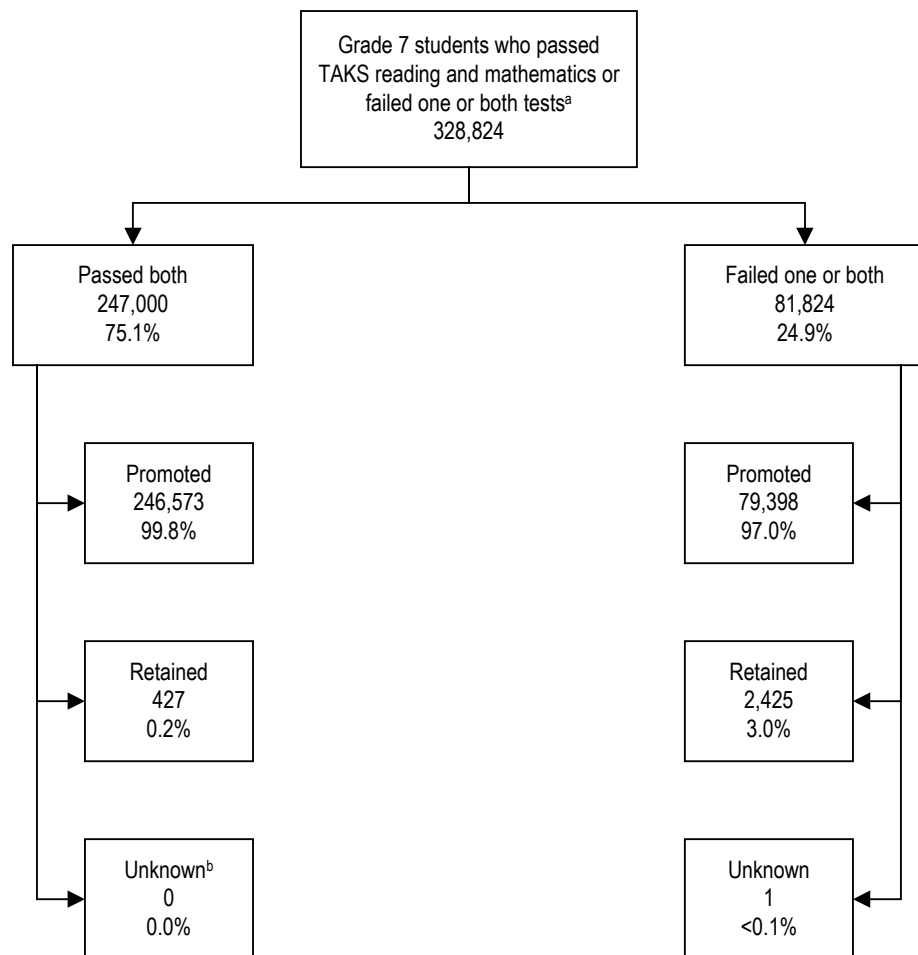 Grade 7 students who passed
TAKS reading and mathematics or
failed one or both testsᵃ
328,824
Passed both
247,000
75.1%
Failed one or both
81,824
24.9%
Promoted
246,573
99.8%
Promoted
79,398
97.0%
Retained
427
0.2%
Retained
2,425
3.0%
Unknownᵇ
0
0.0%
Unknown
1
<0.1%